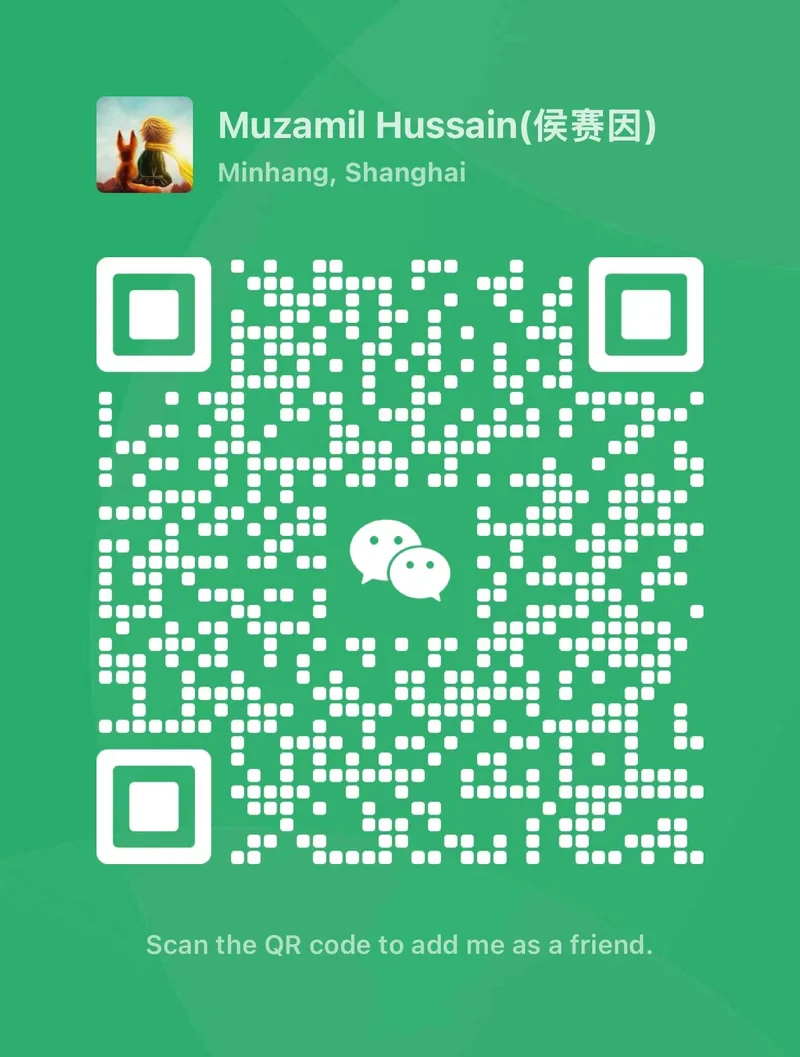 Muzamil Hussain(侯赛因)
Minhang, Shanghai
Scan the QR code to add me as a friend.